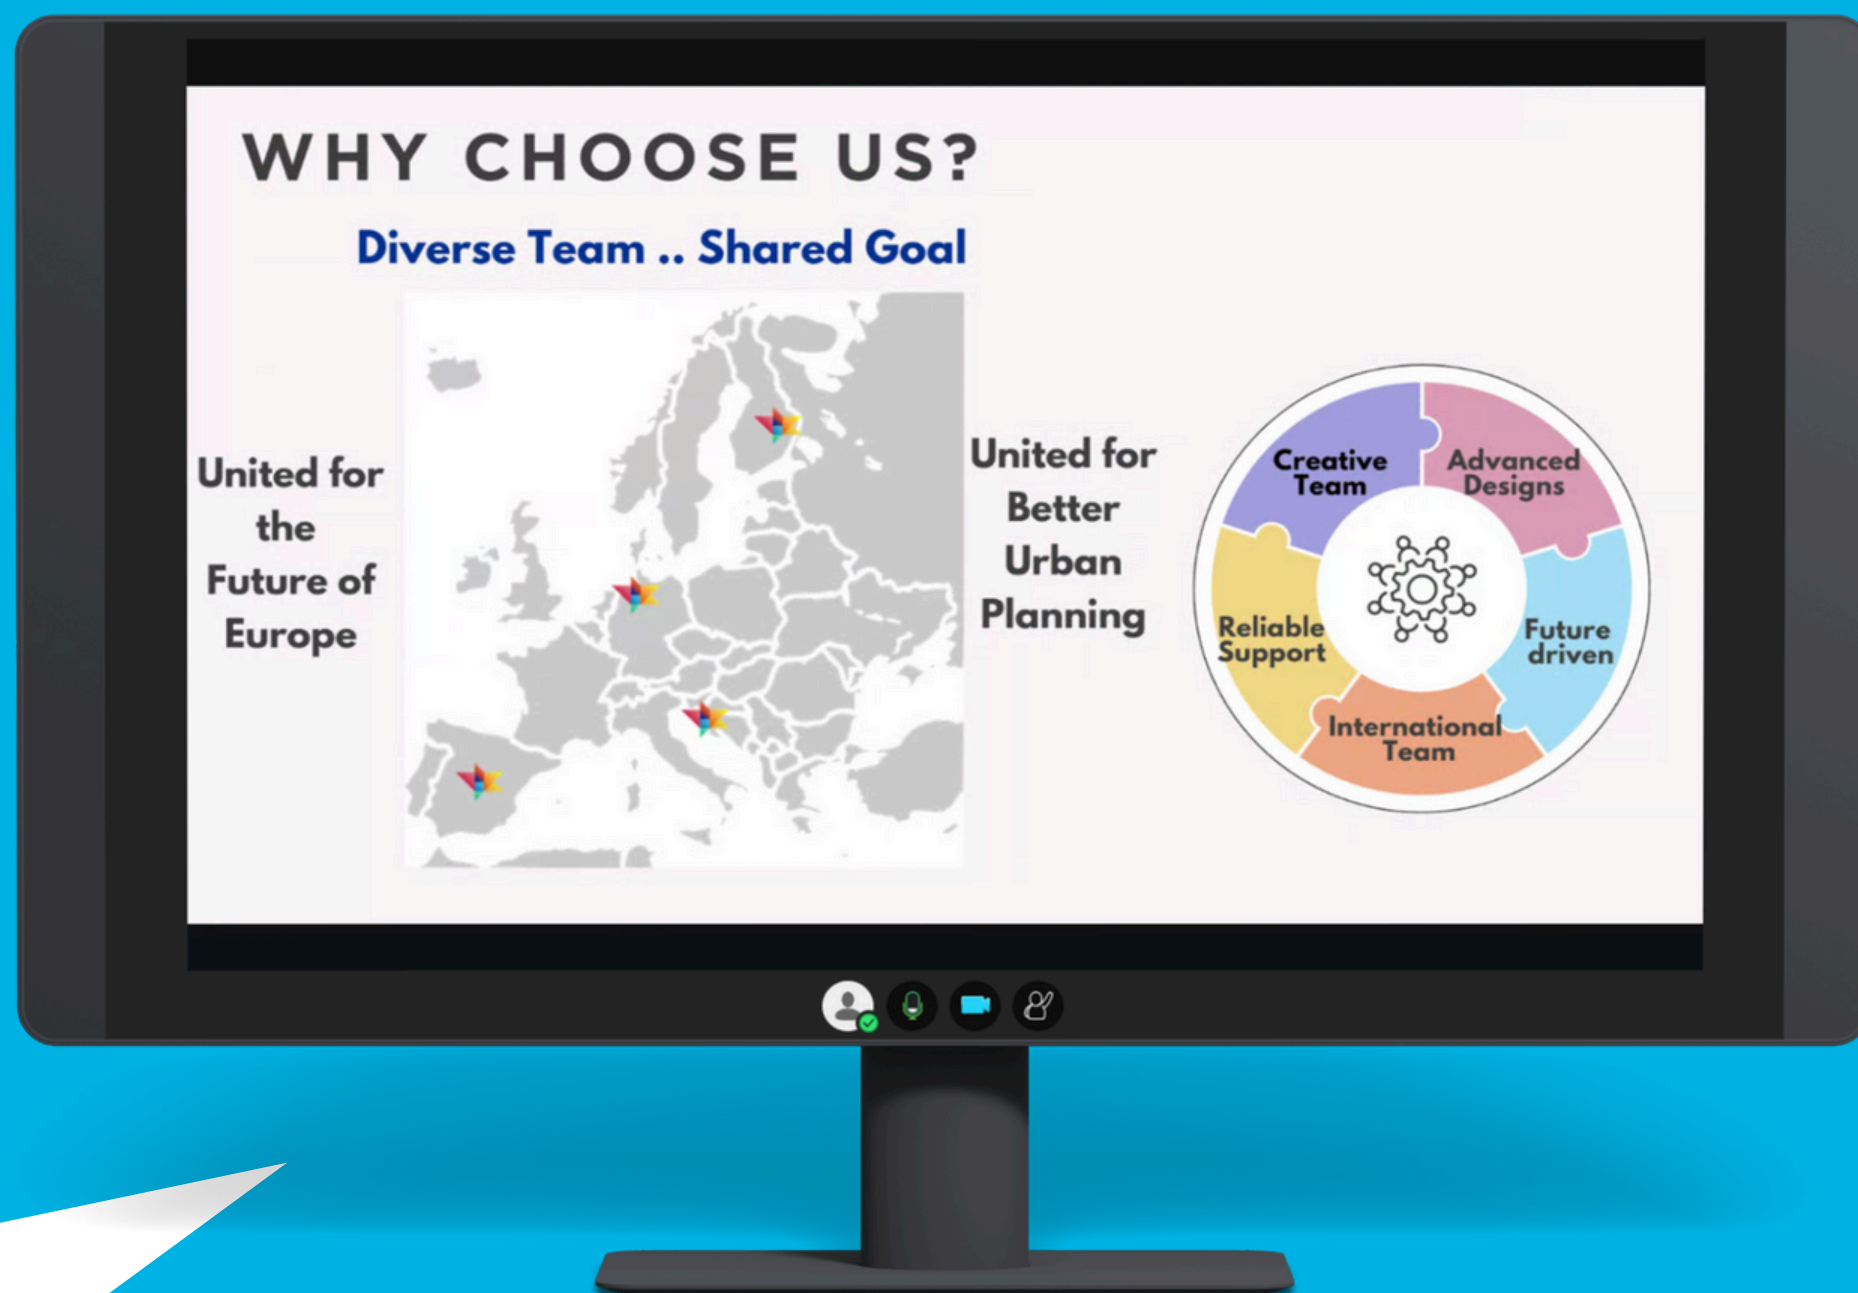 WHY CHOOSE US?
Diverse Team .. Shared Goal
United for
the
Future of
Europe
United for
Better
Urban
Planning
Creative
Team
Advanced
Designs
Reliable
Support
Future
driven
International
Team